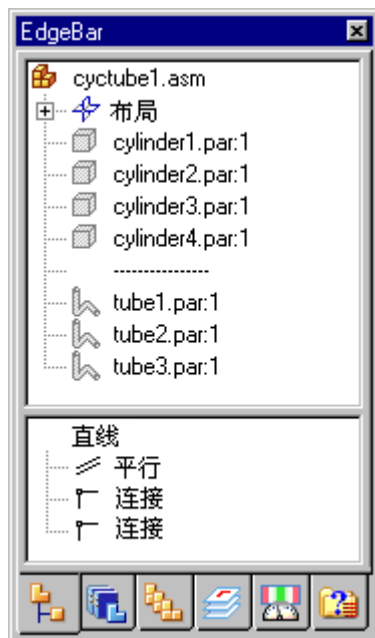 EdgeBar
cyctube1.asm
布局
cylinder1.par:1
cylinder2.par:1
cylinder3.par:1
cylinder4.par:1
---------------
tube1.par:1
tube2.par:1
tube3.par:1
直线
平行
连接
连接